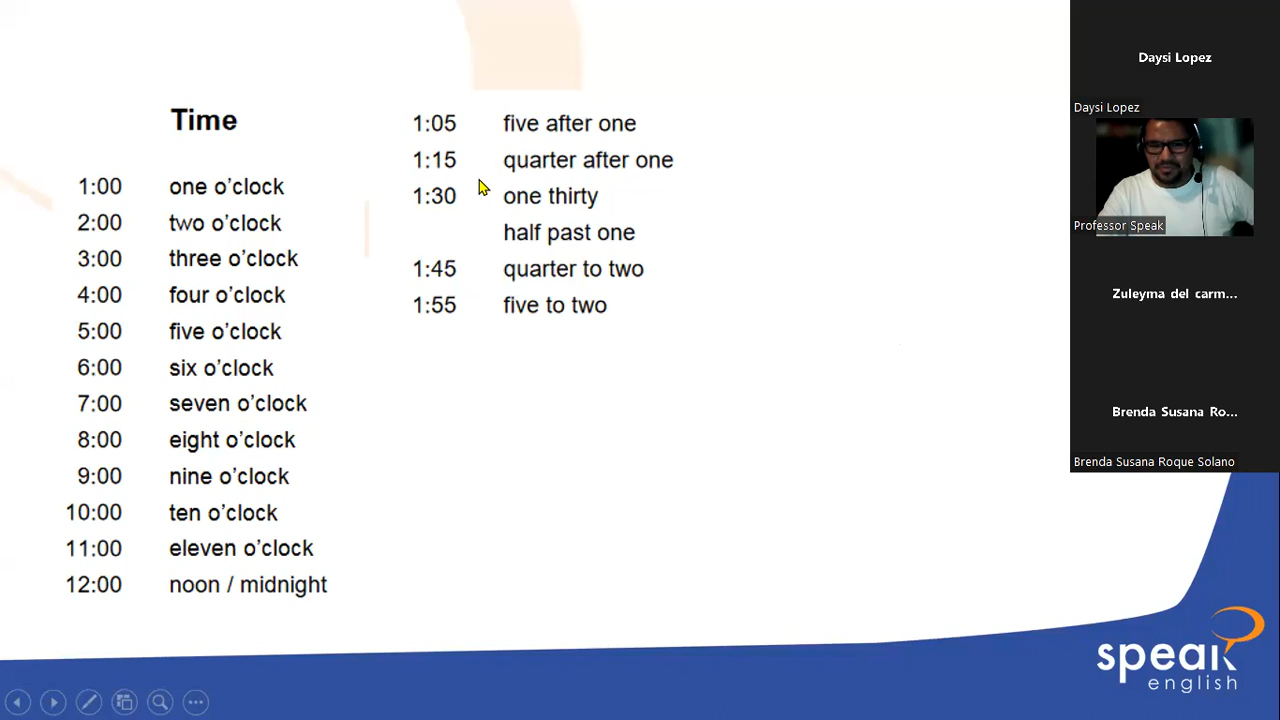 Time
1:00 one o'clock
2:00 two o'clock
3:00 three o'clock
4:00 four o'clock
5:00 five o'clock
6:00 six o'clock
7:00 seven o'clock
8:00 eight o'clock
9:00 nine o'clock
10:00 ten o'clock
11:00 eleven o'clock
12:00 noon / midnight
1:05 five after one
1:15 quarter after one
1:30 one thirty
half past one
1:45 quarter to two
1:55 five to two
Daysi Lopez
Daysi Lopez
Professor Speak
Zuleyma del carm...
Brenda Susana Ro...
Brenda Susana Roque Solano
speak
english